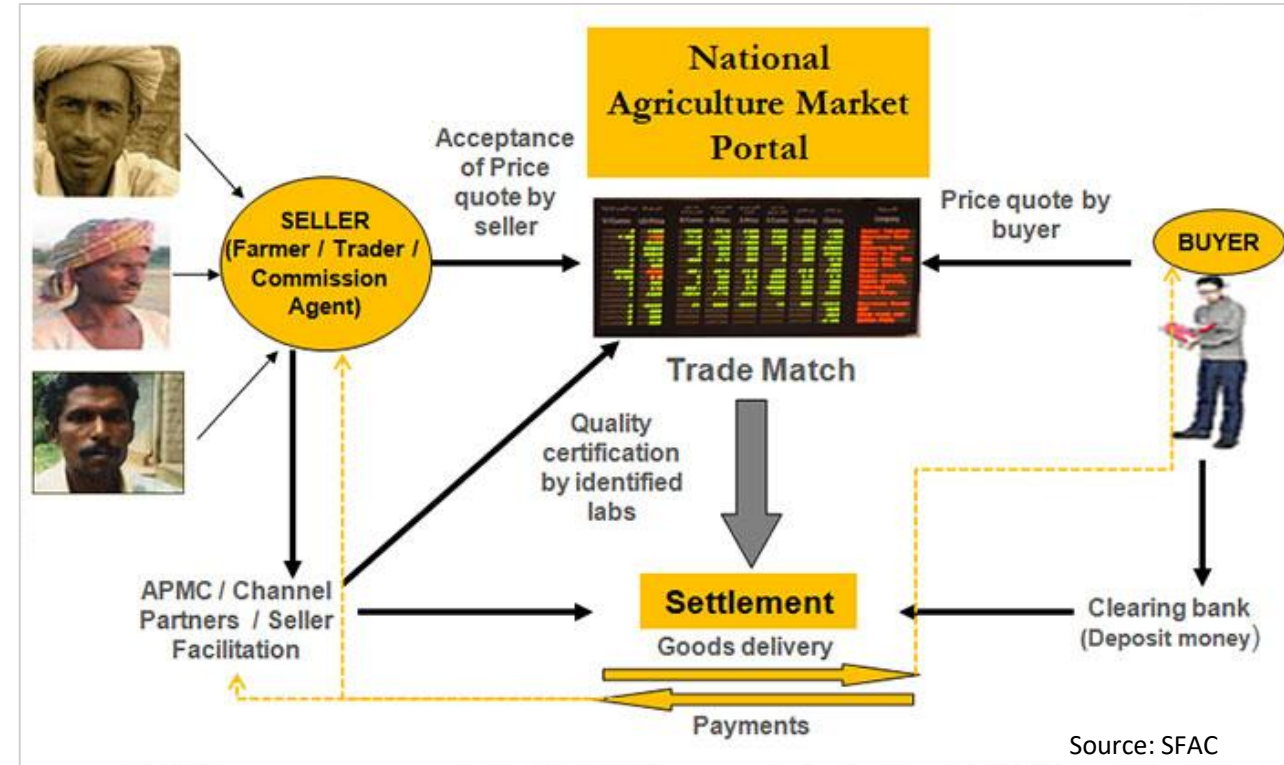 National
Agriculture Market
Portal
Acceptance
of Price
quote by
seller
SELLER
(Farmer / Trader /
Commission
Agent)
Price quote by
buyer
BUYER
Trade Match
Quality
certification
by identified
labs
APMC / Channel
Partners / Seller
Facilitation
Settlement
Goods delivery
Payments
Clearing bank
(Deposit money)
Source: SFAC